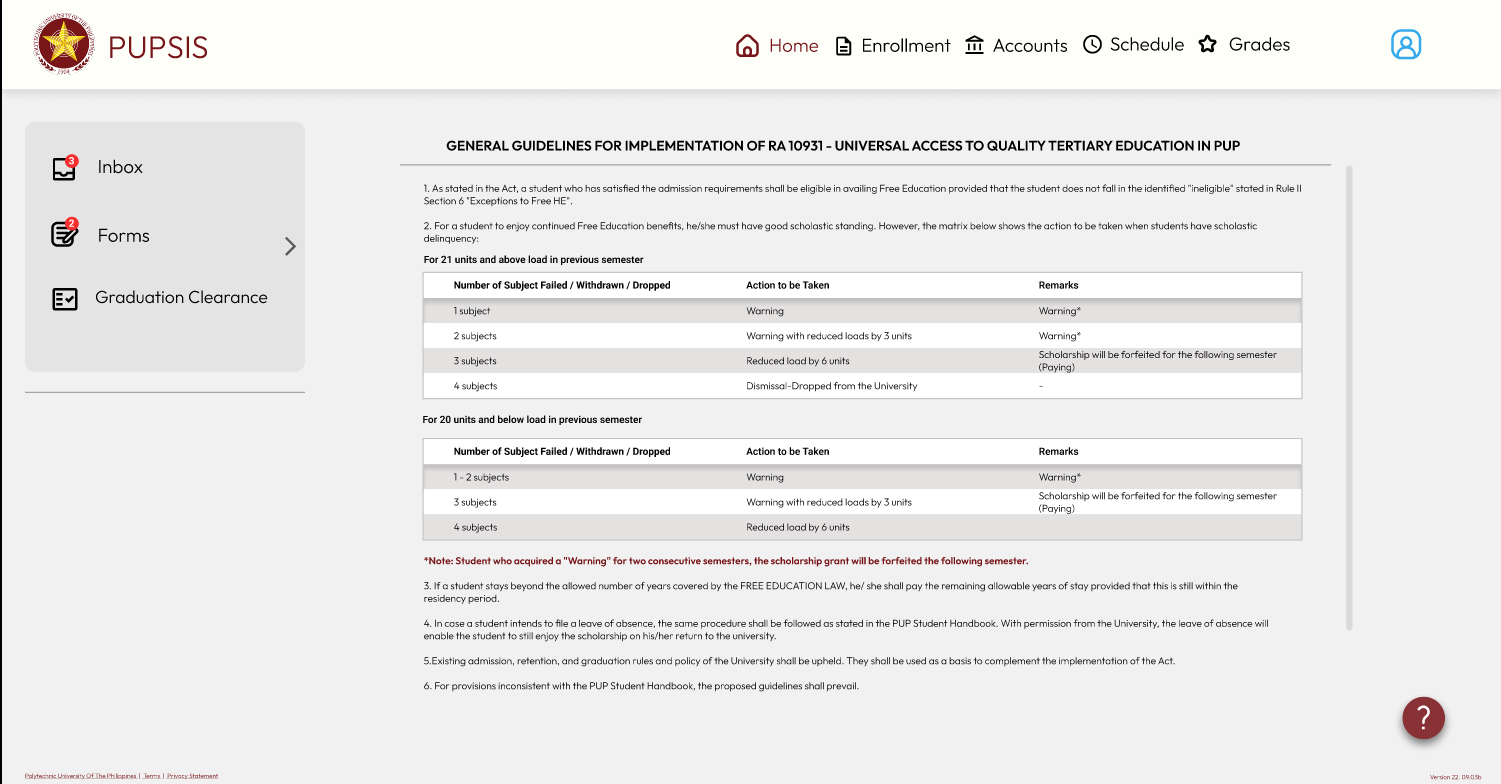 PUPSIS
Home
Enrollment
Accounts
Schedule
Grades
3
Inbox
2
Forms
Graduation Clearance
GENERAL GUIDELINES FOR IMPLEMENTATION OF RA 10931 - UNIVERSAL ACCESS TO QUALITY TERTIARY EDUCATION IN PUP
1. As stated in the Act, a student who has satisfied the admission requirements shall be eligible in availing Free Education provided that the student does not fall in the identified "ineligible" stated in Rule II
Section 6 "Exceptions to Free HE".
2. For a student to enjoy continued Free Education benefits, he/she must have good scholastic standing. However, the matrix below shows the action to be taken when students have scholastic
delinquency:
For 21 units and above load in previous semester
Number of Subject Failed / Withdrawn / Dropped Action to be Taken Remarks
1 subject Warning Warning*
2 subjects Warning with reduced loads by 3 units Warning*
3 subjects Reduced load by 6 units Scholarship will be forfeited for the following semester
(Paying)
4 subjects Dismissal-Dropped from the University -
For 20 units and below load in previous semester
Number of Subject Failed / Withdrawn / Dropped Action to be Taken Remarks
1 - 2 subjects Warning Warning*
3 subjects Warning with reduced loads by 3 units Scholarship will be forfeited for the following semester
(Paying)
4 subjects Reduced load by 6 units
*Note: Student who acquired a "Warning" for two consecutive semesters, the scholarship grant will be forfeited the following semester.
3. If a student stays beyond the allowed number of years covered by the FREE EDUCATION LAW, he/ she shall pay the remaining allowable years of stay provided that this is still within the
residency period.
4. In case a student intends to file a leave of absence, the same procedure shall be followed as stated in the PUP Student Handbook. With permission from the University, the leave of absence will
enable the student to still enjoy the scholarship on his/her return to the university.
5.Existing admission, retention, and graduation rules and policy of the University shall be upheld. They shall be used as a basis to complement the implementation of the Act.
6. For provisions inconsistent with the PUP Student Handbook, the proposed guidelines shall prevail.
?
Polytechnic University Of The Philippines | Terms | Privacy Statement
Version 22. 09.03b